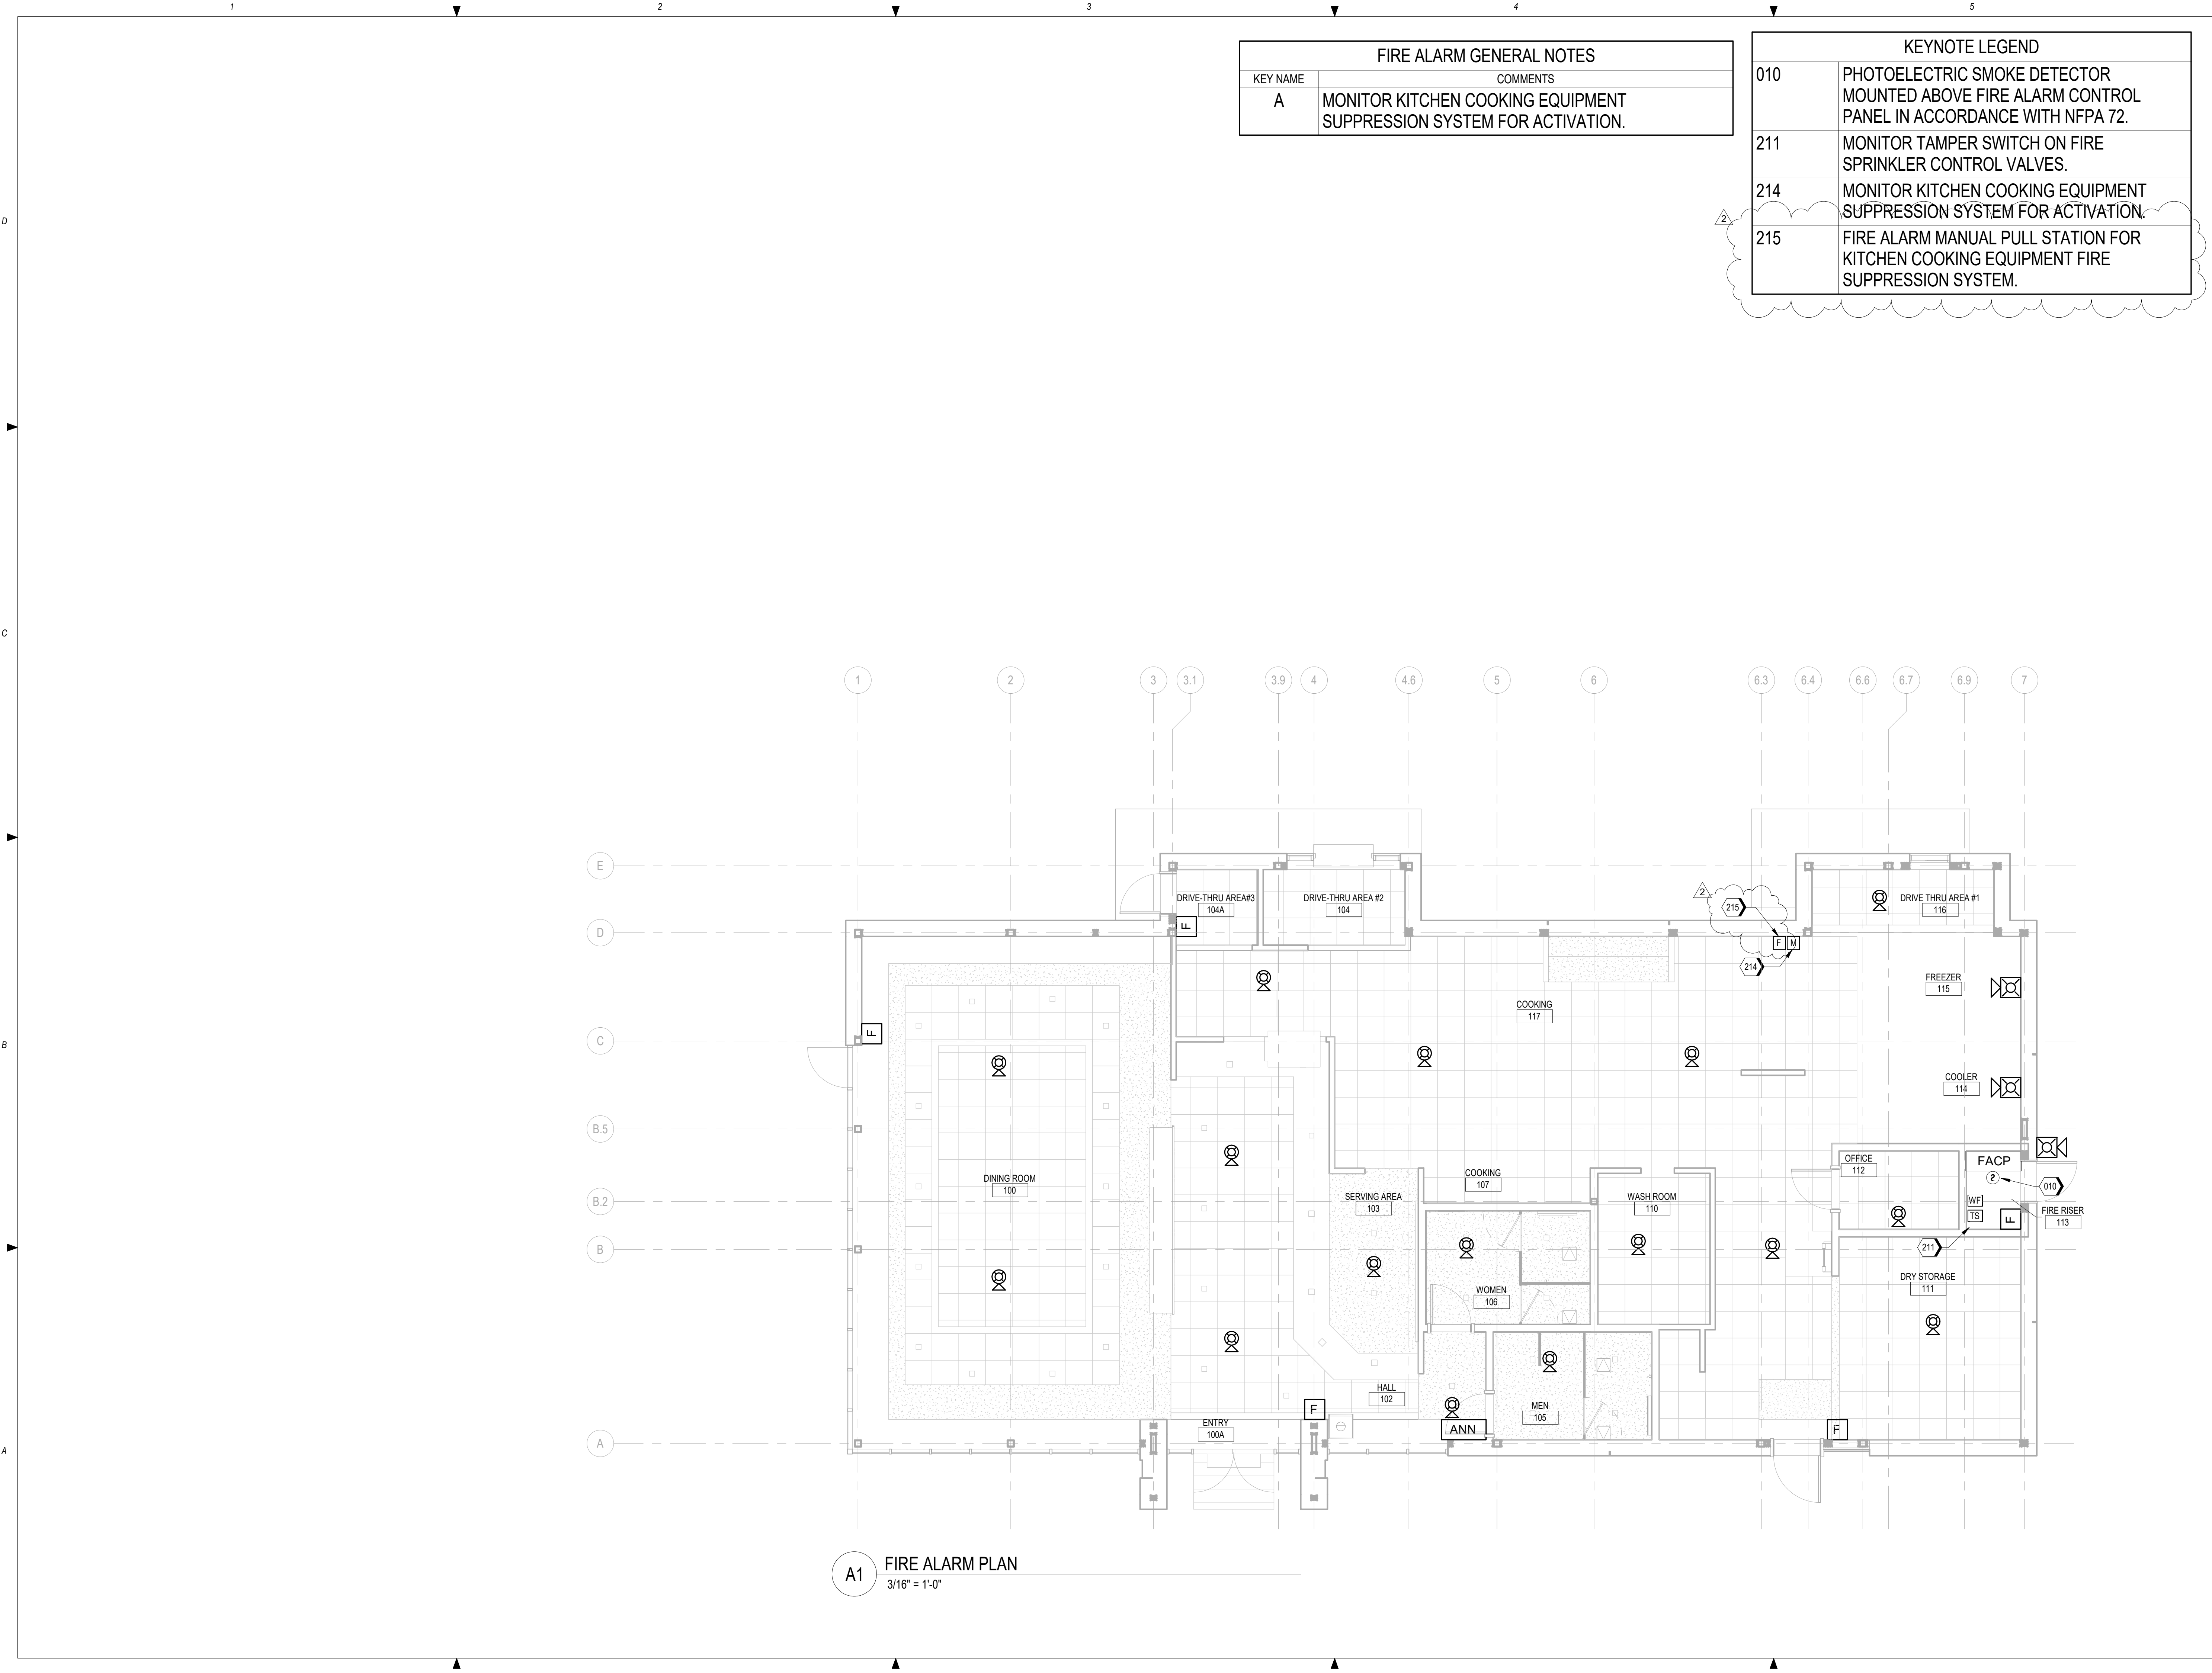 1 2 3 4 5
FIRE ALARM GENERAL NOTES
KEY NAME COMMENTS
A MONITOR KITCHEN COOKING EQUIPMENT
SUPPRESSION SYSTEM FOR ACTIVATION.
KEYNOTE LEGEND
010 PHOTOELECTRIC SMOKE DETECTOR
MOUNTED ABOVE FIRE ALARM CONTROL
PANEL IN ACCORDANCE WITH NFPA 72.
211 MONITOR TAMPER SWITCH ON FIRE
SPRINKLER CONTROL VALVES.
214 MONITOR KITCHEN COOKING EQUIPMENT
SUPPRESSION SYSTEM FOR ACTIVATION.
2
215 FIRE ALARM MANUAL PULL STATION FOR
KITCHEN COOKING EQUIPMENT FIRE
SUPPRESSION SYSTEM.
D
C
B
A
1 2 3 3.1 3.9 4 4.6 5 6 6.3 6.4 6.6 6.7 6.9 7
E
D
C
B.5
B.2
B
A
DRIVE-THRU AREA#3
104A
DRIVE-THRU AREA #2
104
2
215
F M
214
DRIVE THRU AREA #1
116
F
FREEZER
115
COOKING
117
F
COOLER
114
DINING ROOM
100
SERVING AREA
103
COOKING
107
WASH ROOM
110
OFFICE
112
FACP
010
WF
TS
F
FIRE RISER
113
211
WOMEN
106
DRY STORAGE
111
HALL
102
F
ENTRY
100A
ANN
MEN
105
F
A1
FIRE ALARM PLAN
3/16" = 1'-0"